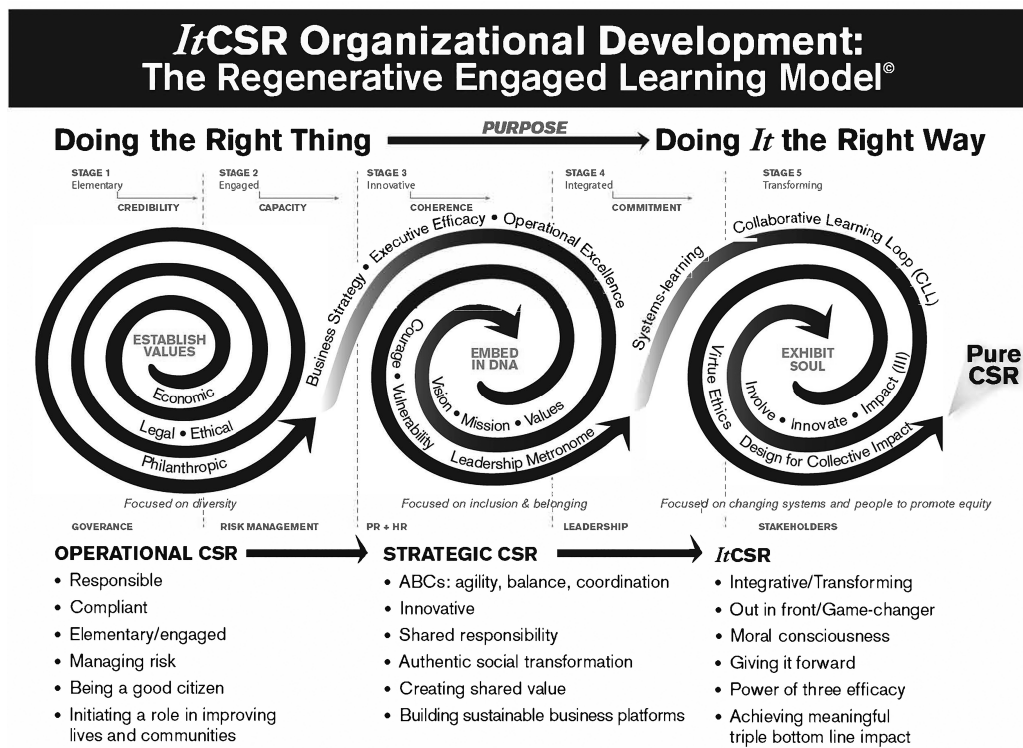 ItCSR Organizational Development:
The Regenerative Engaged Learning Model©
Doing the Right Thing
PURPOSE
Doing It the Right Way
STAGE 1
Elementary
CREDIBILITY
STAGE 2
Engaged
CAPACITY
STAGE 3
Innovative
COHERENCE
STAGE 4
Integrated
COMMITMENT
STAGE 5
Transforming
ESTABLISH
VALUES
Economic
Legal • Ethical
Philanthropic
Business Strategy • Executive Efficacy • Operational Excellence
EMBED
IN DNA
Vision • Mission • Values
Courage • Vulnerability
Leadership Metronome
Systems-learning
Collaborative Learning Loop (CLL)
EXHIBIT
SOUL
Involve • Innovate • Impact (III)
Virtue Ethics
Design for Collective Impact
Pure
CSR
Focused on diversity
Focused on inclusion & belonging
Focused on changing systems and people to promote equity
GOVERANCE
RISK MANAGEMENT
PR + HR
LEADERSHIP
STAKEHOLDERS
OPERATIONAL CSR
• Responsible
• Compliant
• Elementary/engaged
• Managing risk
• Being a good citizen
• Initiating a role in improving
lives and communities
STRATEGIC CSR
• ABCs: agility, balance, coordination
• Innovative
• Shared responsibility
• Authentic social transformation
• Creating shared value
• Building sustainable business platforms
ItCSR
• Integrative/Transforming
• Out in front/Game-changer
• Moral consciousness
• Giving it forward
• Power of three efficacy
• Achieving meaningful
triple bottom line impact